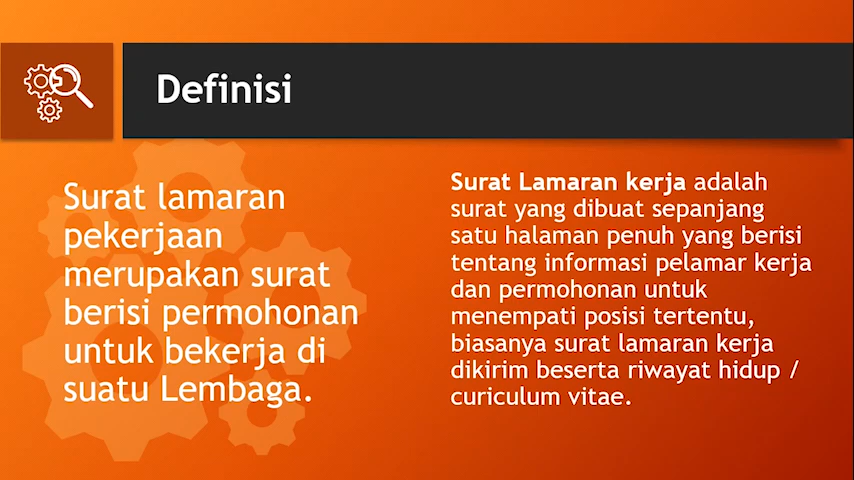 Definisi
Surat lamaran
pekerjaan
merupakan surat
berisi permohonan
untuk bekerja di
suatu Lembaga.
Surat Lamaran kerja adalah
surat yang dibuat sepanjang
satu halaman penuh yang berisi
tentang informasi pelamar kerja
dan permohonan untuk
menempati posisi tertentu,
biasanya surat lamaran kerja
dikirim beserta riwayat hidup /
curiculum vitae.